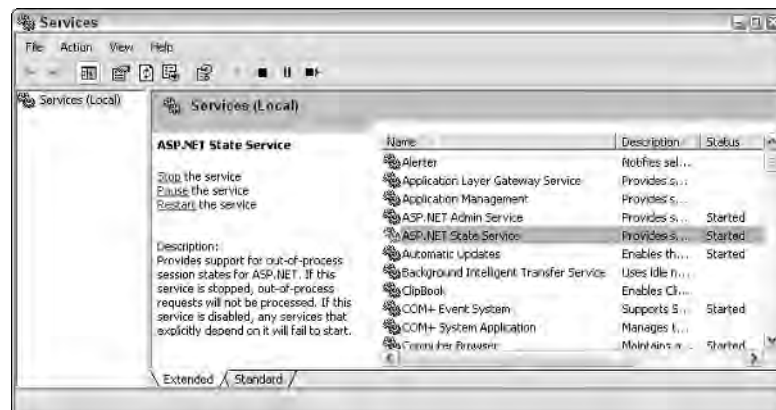 Services
File Action View Help
Services (Local)
Services (Local)
ASP.NET State Service
Stop the service
Pause the service
Restart the service
Description:
Provides support for out-of-process
session states for ASP.NET. If this
service is stopped, out-of-process
requests will not be processed. If this
service is disabled, any services that
explicitly depend on it will fail to start.
Name Description Status
Alerter Notifies sel...
Application Layer Gateway Service Provides s...
Application Management Provides s...
ASP.NET Admin Service Provides s... Started
ASP.NET State Service Provides s... Started
Automatic Updates Enables th... Started
Background Intelligent Transfer Service Uses idle n...
ClipBook Enables Cl...
COM+ Event System Supports S... Started
COM+ System Application Manages t...
Computer Browser Maintains a... Started
Extended Standard